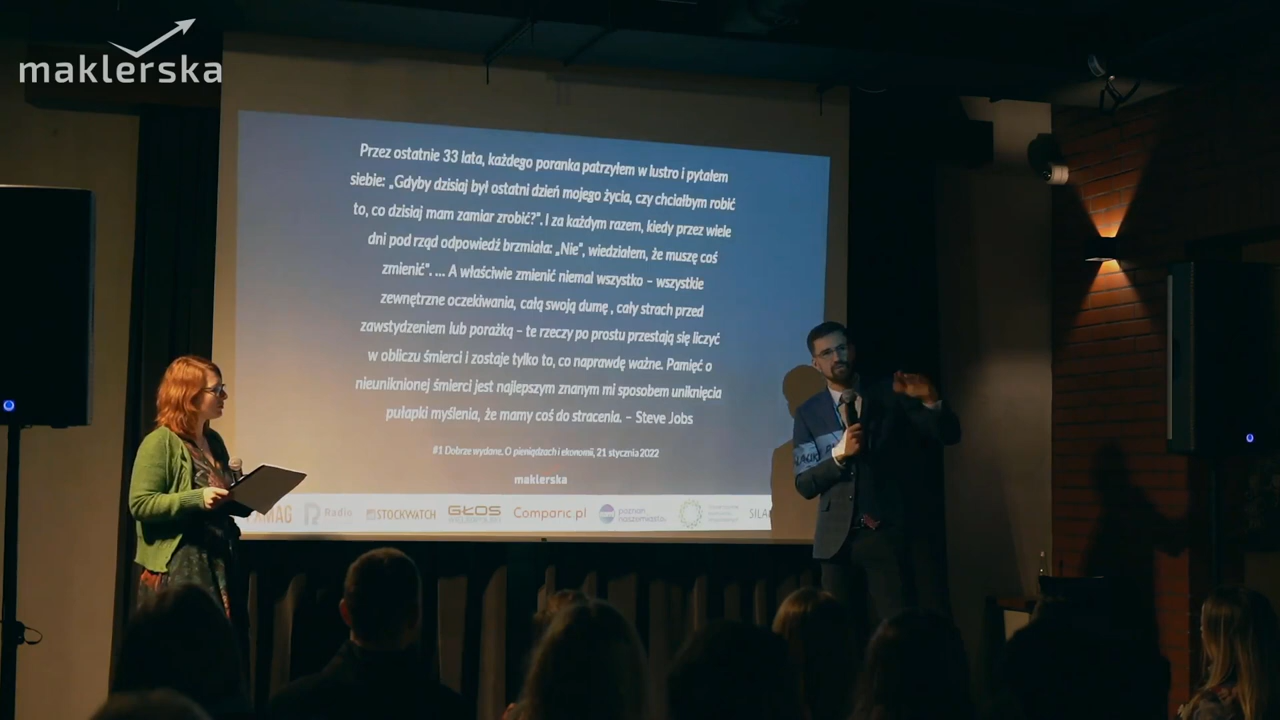 maklerska
Przez ostatnie 33 lata, każdego poranka patrzyłem w lustro i pytałem
siebie: „Gdyby dzisiaj był ostatni dzień mojego życia, czy chciałbym robić
to, co dzisiaj mam zamiar zrobić?”. I za każdym razem, kiedy przez wiele
dni pod rząd odpowiedź brzmiała: „Nie”, wiedziałem, że muszę coś
zmienić”. ... A właściwie zmienić niemal wszystko – wszystkie
zewnętrzne oczekiwania, całą swoją dumę , cały strach przed
zawstydzeniem lub porażką – te rzeczy po prostu przestają się liczyć
w obliczu śmierci i zostaje tylko to, co naprawdę ważne. Pamięć o
nieuniknionej śmierci jest najlepszym znanym mi sposobem uniknięcia
pułapki myślenia, że mamy coś do stracenia. – Steve Jobs
#1 Dobrze wydane. O pieniądzach i ekonomii, 21 stycznia 2022
maklerska
FXMAG Radio STOCKWATCH GŁOS Comparic.pl poznan naszemiasto